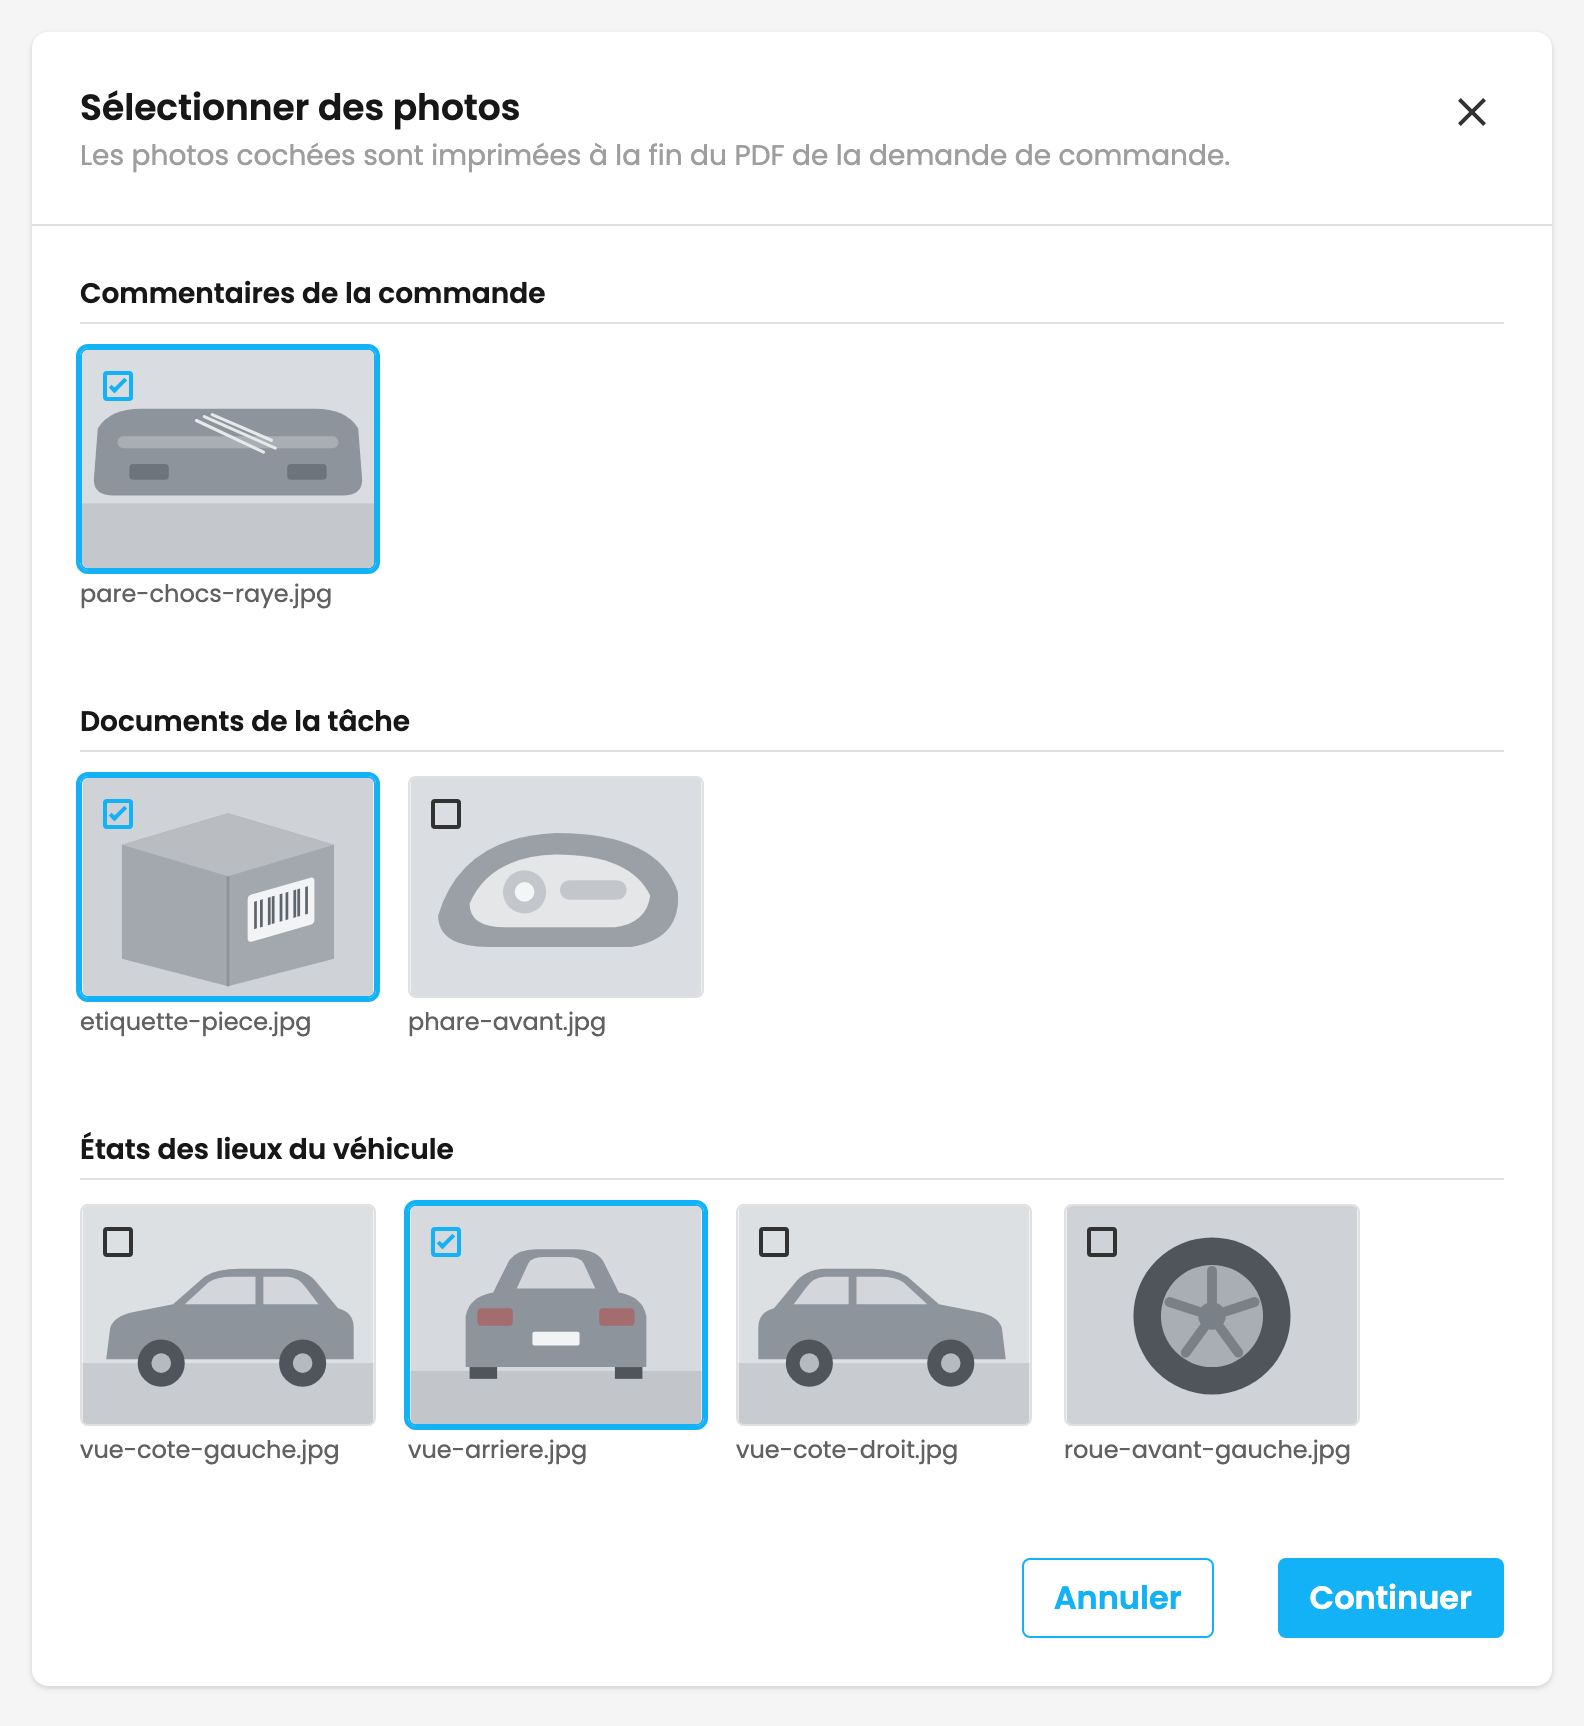 Sélectionner des photos
Les photos cochées sont imprimées à la fin du PDF de la demande de commande.
Commentaires de la commande
pare-chocs-raye.jpg
Documents de la tâche
etiquette-piece.jpg
phare-avant.jpg
États des lieux du véhicule
vue-cote-gauche.jpg
vue-arriere.jpg
vue-cote-droit.jpg
roue-avant-gauche.jpg
Annuler
Continuer